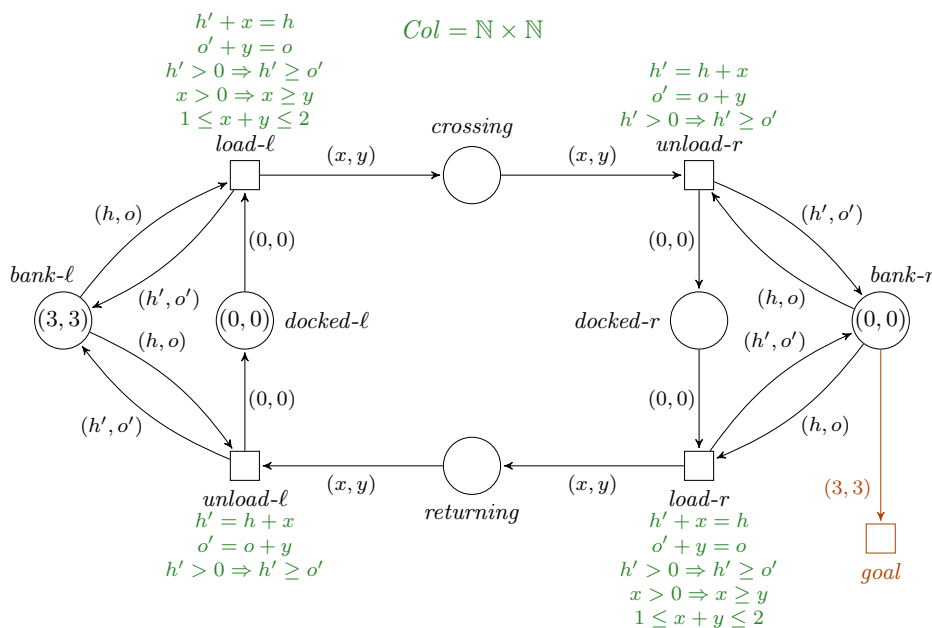 h′ + x = h
o′ + y = o
h′ > 0 ⇒ h′ ≥ o′
x > 0 ⇒ x ≥ y
1 ≤ x + y ≤ 2
load-ℓ
Col = ℕ × ℕ
crossing
h′ = h + x
o′ = o + y
h′ > 0 ⇒ h′ ≥ o′
unload-r
(x, y)
(x, y)
(h, o)
(h′, o′)
(0, 0)
(0, 0)
bank-ℓ
(h′, o′)
(h, o)
bank-r
(3, 3)
(h, o)
(0, 0)
docked-ℓ
docked-r
(h′, o′)
(0, 0)
(h′, o′)
(0, 0)
(0, 0)
(h, o)
(x, y)
(x, y)
(3, 3)
unload-ℓ
h′ = h + x
o′ = o + y
h′ > 0 ⇒ h′ ≥ o′
returning
load-r
h′ + x = h
o′ + y = o
h′ > 0 ⇒ h′ ≥ o′
x > 0 ⇒ x ≥ y
1 ≤ x + y ≤ 2
goal